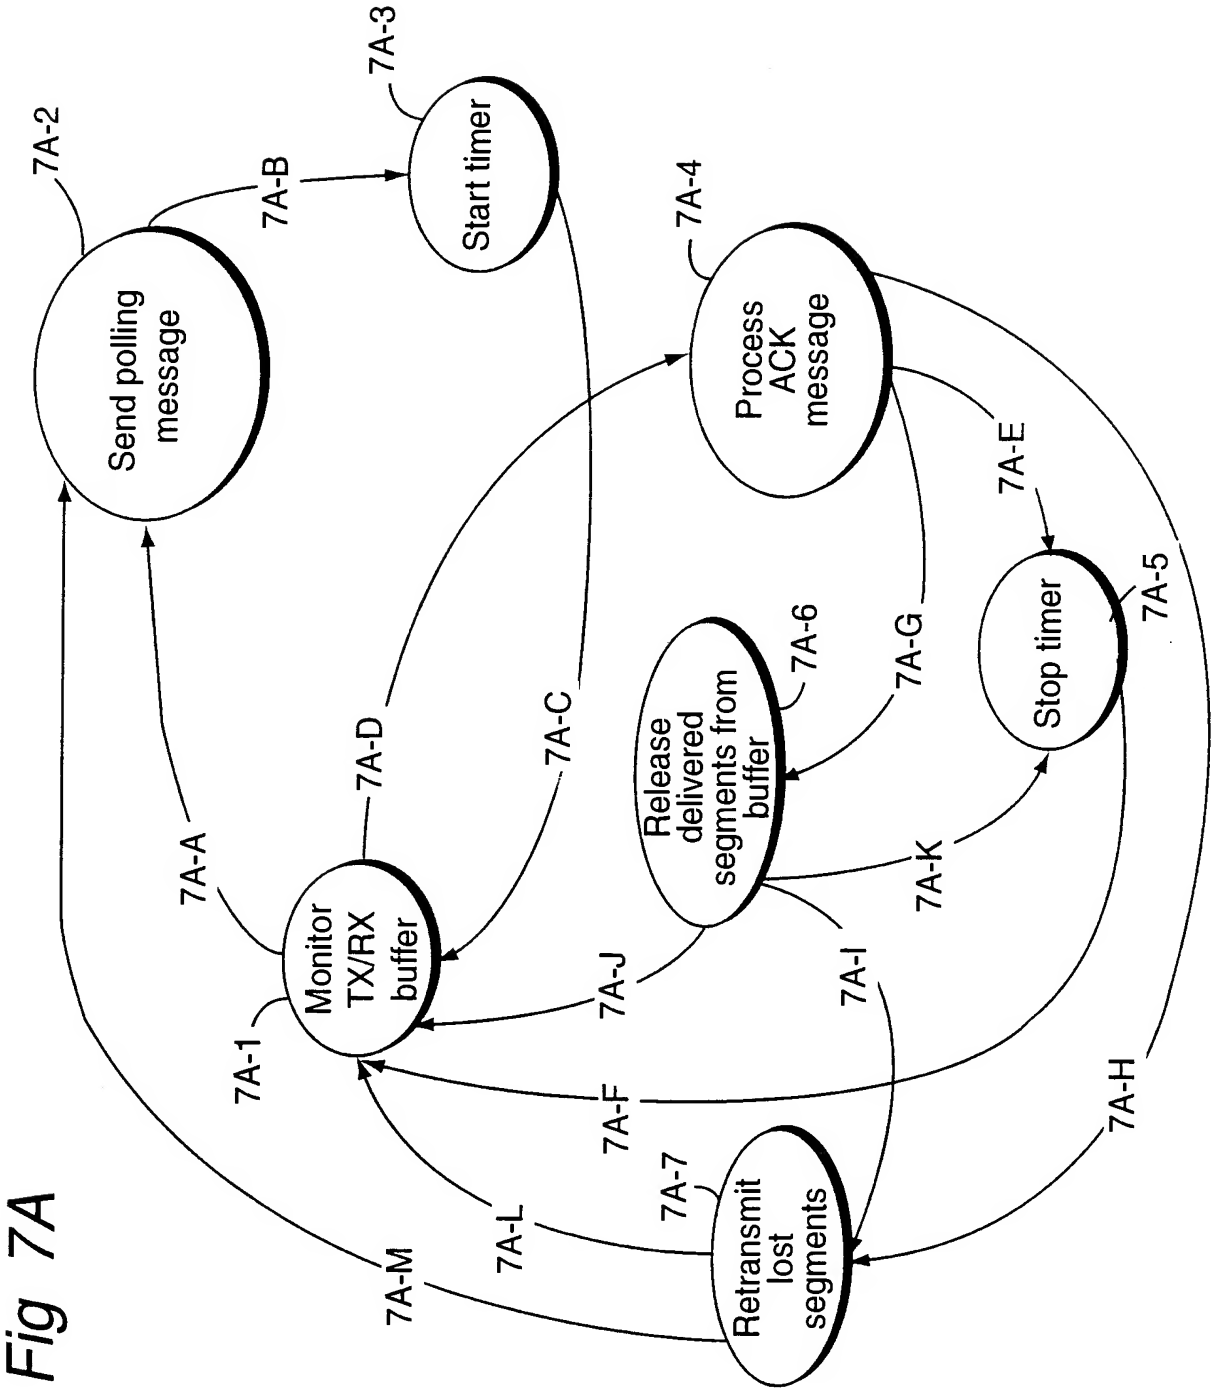 Fig 7A
7A-M
7A-1
Monitor
TX/RX
buffer
7A-A
7A-2
Send polling
message
7A-B
7A-3
Start timer
7A-D
7A-C
7A-4
Process
ACK
message
7A-L
7A-F
7A-J
Release
delivered
segments from
buffer
7A-6
7A-G
7A-E
7A-7
Retransmit
lost
segments
7A-I
7A-K
Stop timer
7A-5
7A-H